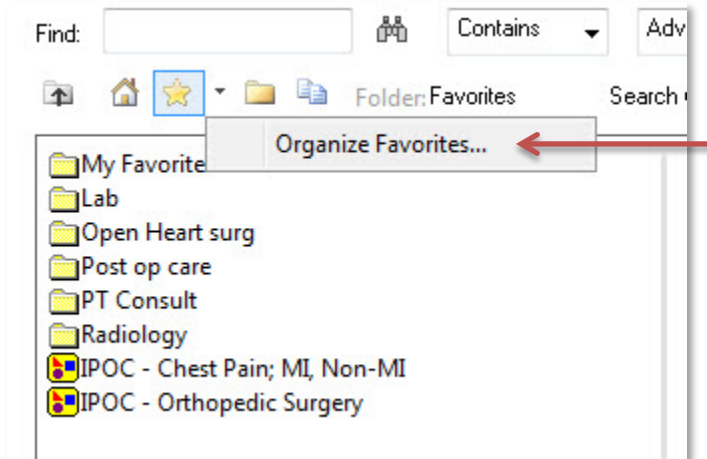 Find: Contains Adv
Folder: Favorites Search
Organize Favorites...
My Favorite
Lab
Open Heart surg
Post op care
PT Consult
Radiology
IPOC - Chest Pain; MI, Non-MI
IPOC - Orthopedic Surgery